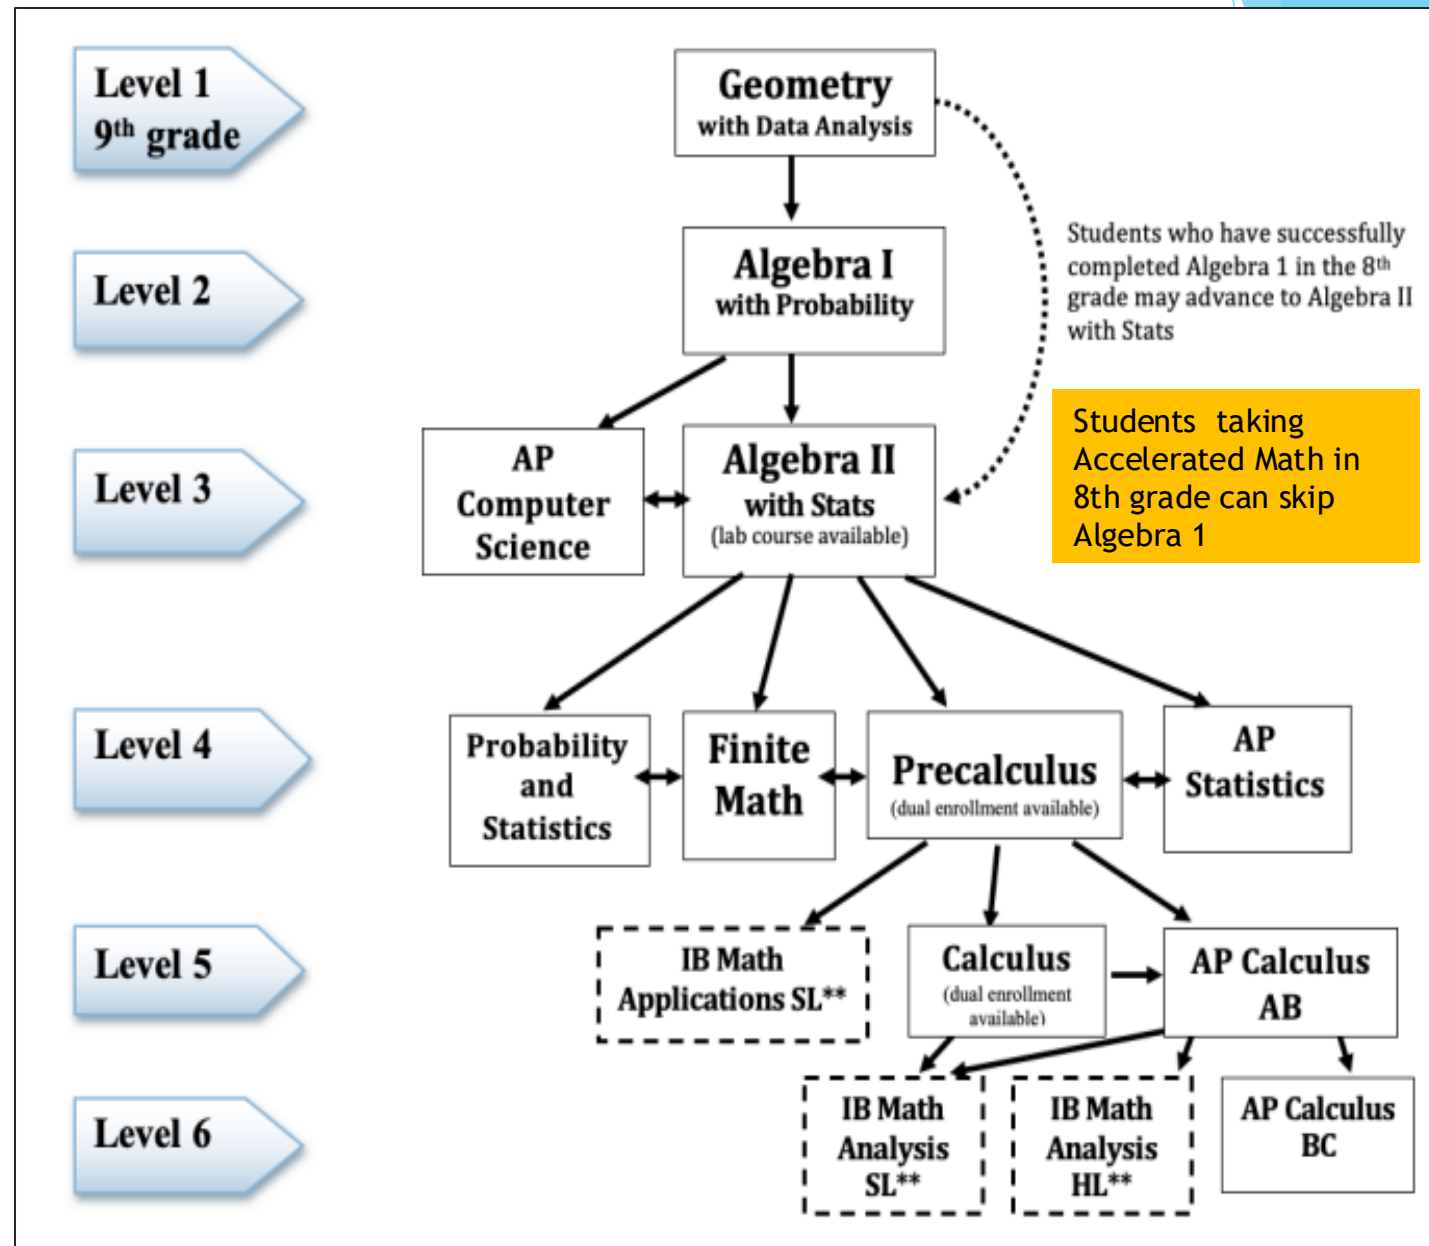 Level 1
9th grade
Geometry
with Data Analysis
Students who have successfully
completed Algebra 1 in the 8th
grade may advance to Algebra II
with Stats
Level 2
Algebra I
with Probability
Students taking
Accelerated Math in
8th grade can skip
Algebra 1
Level 3
AP
Computer
Science
Algebra II
with Stats
(lab course available)
Level 4
Probability
and
Statistics
Finite
Math
Precalculus
(dual enrollment available)
AP
Statistics
Level 5
IB Math
Applications SL**
Calculus
(dual enrollment
available)
AP Calculus
AB
Level 6
IB Math
Analysis
SL**
IB Math
Analysis
HL**
AP Calculus
BC